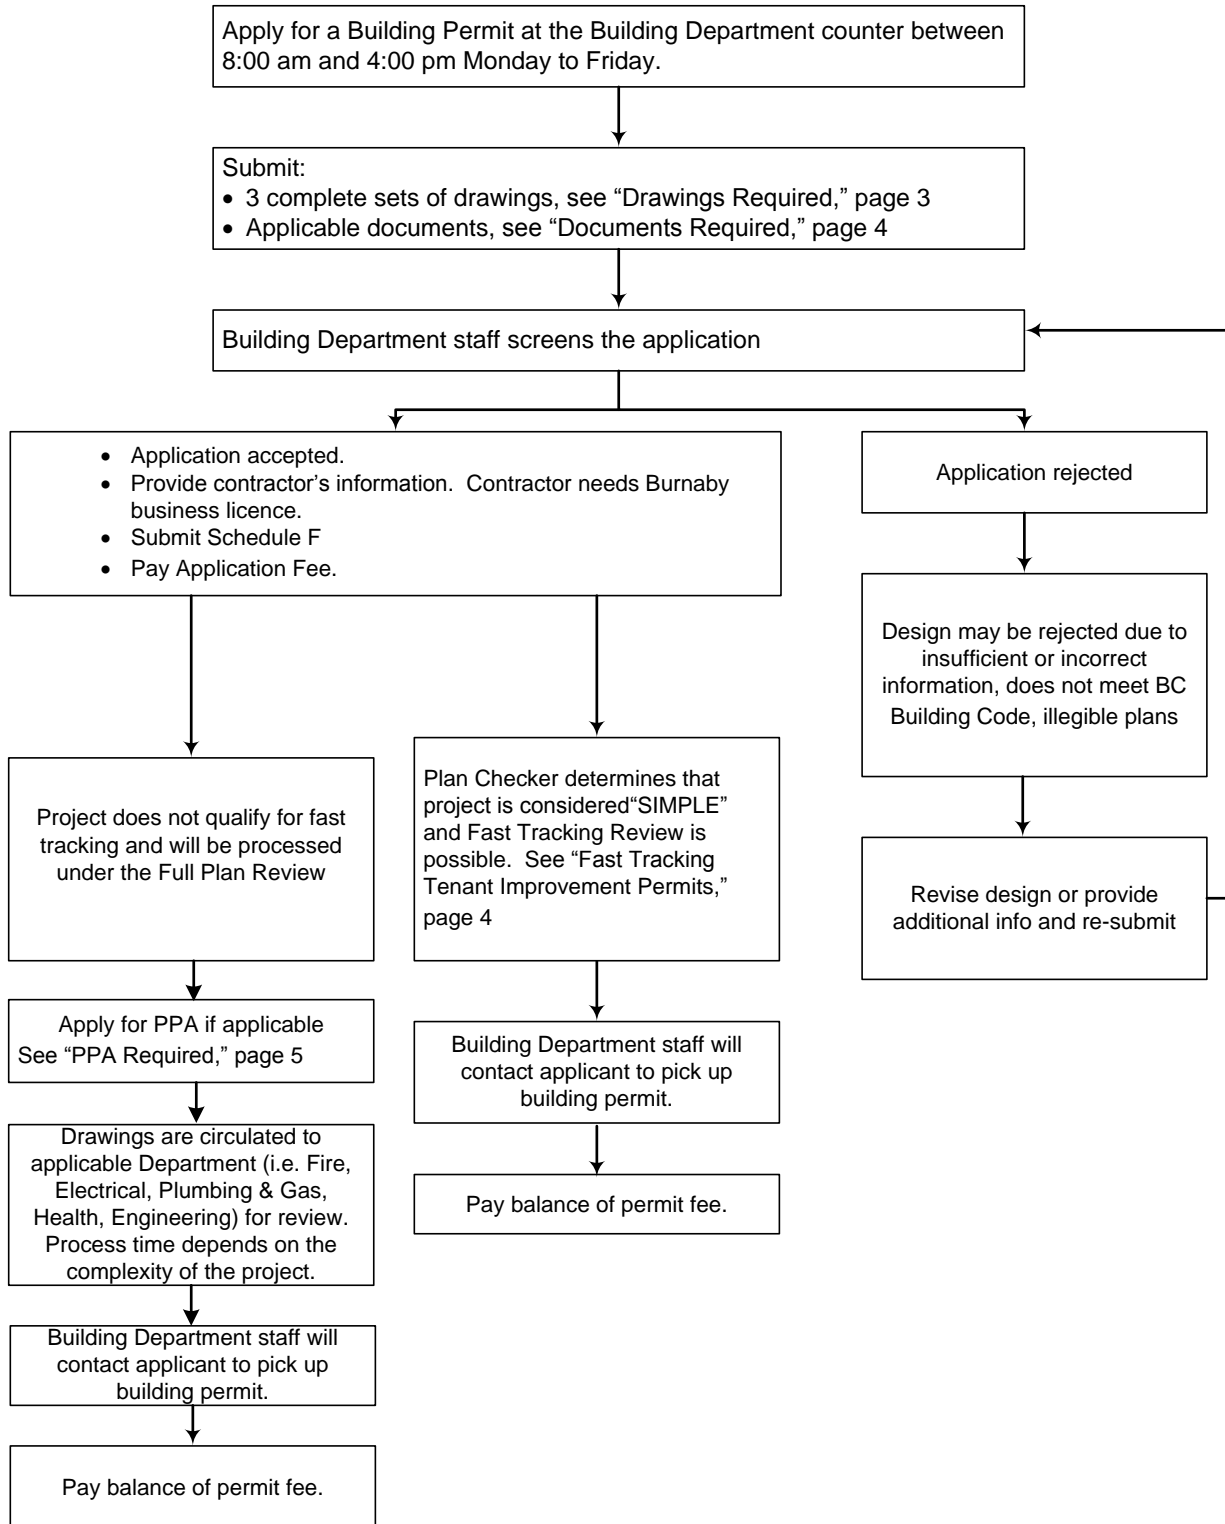 Apply for a Building Permit at the Building Department counter between
8:00 am and 4:00 pm Monday to Friday.
Submit:
• 3 complete sets of drawings, see “Drawings Required,” page 3
• Applicable documents, see “Documents Required,” page 4
Building Department staff screens the application
• Application accepted.
• Provide contractor’s information. Contractor needs Burnaby
business licence.
• Submit Schedule F
• Pay Application Fee.
Application rejected
Design may be rejected due to
insufficient or incorrect
information, does not meet BC
Building Code, illegible plans
Revise design or provide
additional info and re-submit
Project does not qualify for fast
tracking and will be processed
under the Full Plan Review
Apply for PPA if applicable
See “PPA Required,” page 5
Drawings are circulated to
applicable Department (i.e. Fire,
Electrical, Plumbing & Gas,
Health, Engineering) for review.
Process time depends on the
complexity of the project.
Building Department staff will
contact applicant to pick up
building permit.
Pay balance of permit fee.
Plan Checker determines that
project is considered“SIMPLE”
and Fast Tracking Review is
possible. See “Fast Tracking
Tenant Improvement Permits,”
page 4
Building Department staff will
contact applicant to pick up
building permit.
Pay balance of permit fee.